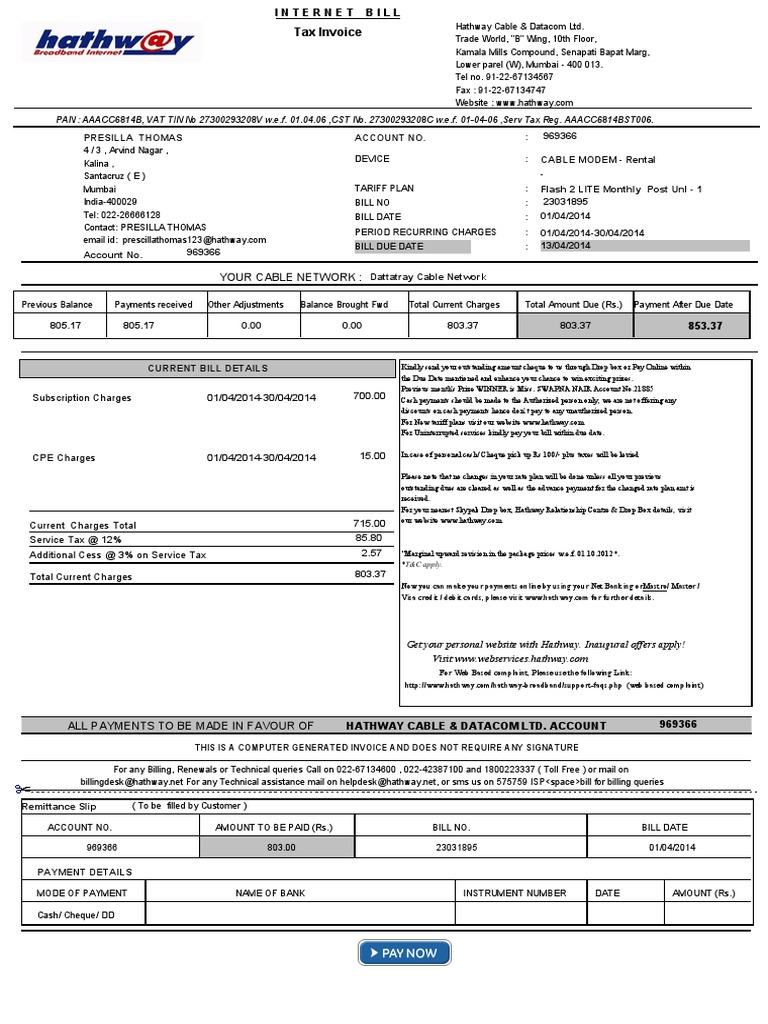 INTERNET BILL
Tax Invoice
hathw@y
Broadband Internet
Hathway Cable & Datacom Ltd.
Trade World, "B" Wing, 10th Floor,
Kamala Mills Compound, Senapati Bapat Marg,
Lower parel (W), Mumbai - 400 013.
Tel no. 91-22-67134567
Fax : 91-22-67134747
Website : www.hathway.com
PAN : AAACC6814B, VAT TIN No 27300293208V w.e.f. 01.04.06 ,CST No. 27300293208C w.e.f. 01-04-06 ,Serv Tax Reg. AAACC6814BST006.
PRESILLA THOMAS
4 / 3 , Arvind Nagar ,
Kalina ,
Santacruz ( E )
Mumbai
India-400029
Tel: 022-26666128
Contact: PRESILLA THOMAS
email id: prescillathomas123@hathway.com
Account No. 969366
ACCOUNT NO. : 969366
DEVICE : CABLE MODEM - Rental
-
TARIFF PLAN : Flash 2 LITE Monthly Post Unl - 1
BILL NO : 23031895
BILL DATE : 01/04/2014
PERIOD RECURRING CHARGES : 01/04/2014-30/04/2014
BILL DUE DATE : 13/04/2014
YOUR CABLE NETWORK : Dattatray Cable Network
Previous Balance Payments received Other Adjustments Balance Brought Fwd Total Current Charges Total Amount Due (Rs.) Payment After Due Date
805.17 805.17 0.00 0.00 803.37 803.37 853.37
CURRENT BILL DETAILS
Subscription Charges 01/04/2014-30/04/2014 700.00
CPE Charges 01/04/2014-30/04/2014 15.00
Current Charges Total 715.00
Service Tax @ 12% 85.80
Additional Cess @ 3% on Service Tax 2.57
Total Current Charges 803.37
Kindly send your outstanding amount cheque to us through Drop box or Pay Online within
the Due Date mentioned and enhance your chance to win exciting prizes.
Previous month's Prize WINNER is Miss. SWAPNA NAIR Account No.21885
Cash payments should be made to the Authorised person only, we are not offering any
discounts on cash payments hence don't pay to any unauthorised person.
For New tariff plans visit our website www.hathway.com
For Uninterrupted services kindly pay your bill within due date.
In case of personal cash/ Cheque pick up Rs 100/- plus taxes will be levied
Please note that no changes in your rate plan will be done unless all your previous
outstanding dues are cleared as well as the advance payment for the changed rate plan amt is
received.
For your nearest Skypak Drop box, Hathway Relationship Centre & Drop Box details, visit
our website www.hathway.com
"Marginal upward revision in the package prices w.e.f. 01.10.2012*.
*T&C apply.
Now you can make your payments online by using your Net Banking or Mastro/ Master /
Visa credit / debit cards, please visit www.hathway.com for further details.
Get your personal website with Hathway. Inaugural offers apply!
Visit www.webservices.hathway.com
For Web Based complaint, Please use the following Link:
http://www.hathway.com/hathway-broadband/support-faqs.php (web based complaint)
ALL PAYMENTS TO BE MADE IN FAVOUR OF HATHWAY CABLE & DATACOM LTD. ACCOUNT 969366
THIS IS A COMPUTER GENERATED INVOICE AND DOES NOT REQUIRE ANY SIGNATURE
For any Billing, Renewals or Technical queries Call on 022-67134600 , 022-42387100 and 1800223337 ( Toll Free ) or mail on
billingdesk@hathway.net For any Technical assistance mail on helpdesk@hathway.net, or sms us on 575759 ISP<space>bill for billing queries
Remittance Slip ( To be filled by Customer )
ACCOUNT NO. AMOUNT TO BE PAID (Rs.) BILL NO. BILL DATE
969366 803.00 23031895 01/04/2014
PAYMENT DETAILS
MODE OF PAYMENT NAME OF BANK INSTRUMENT NUMBER DATE AMOUNT (Rs.)
Cash/ Cheque/ DD
PAY NOW